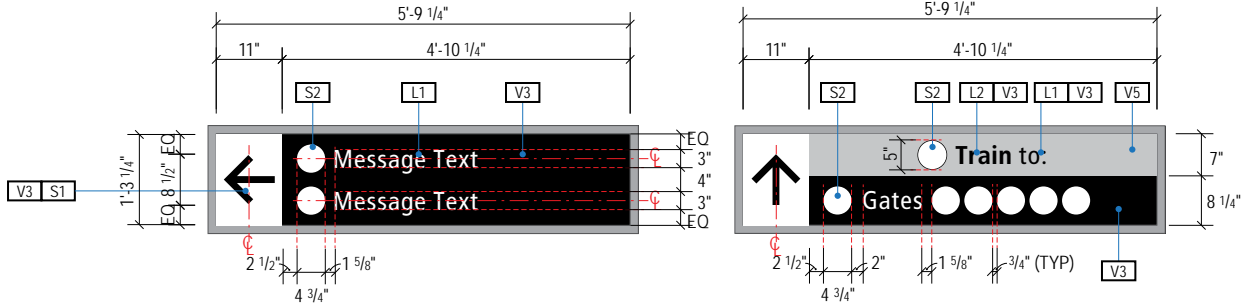 5'-9 1/4"
11"
4'-10 1/4"
S2
L1
V3
EQ
8 1/2"
EQ
1'-3 1/4"
V3 S1
Message Text
Message Text
EQ
3"
4"
3"
EQ
℄
℄
℄
2 1/2"
4 3/4"
1 5/8"
5'-9 1/4"
11"
4'-10 1/4"
S2
S2
L2 V3
L1 V3
V5
5"
Train to:
Gates
7"
8 1/4"
℄
2 1/2"
4 3/4"
2"
1 5/8"
3/4" (TYP)
V3